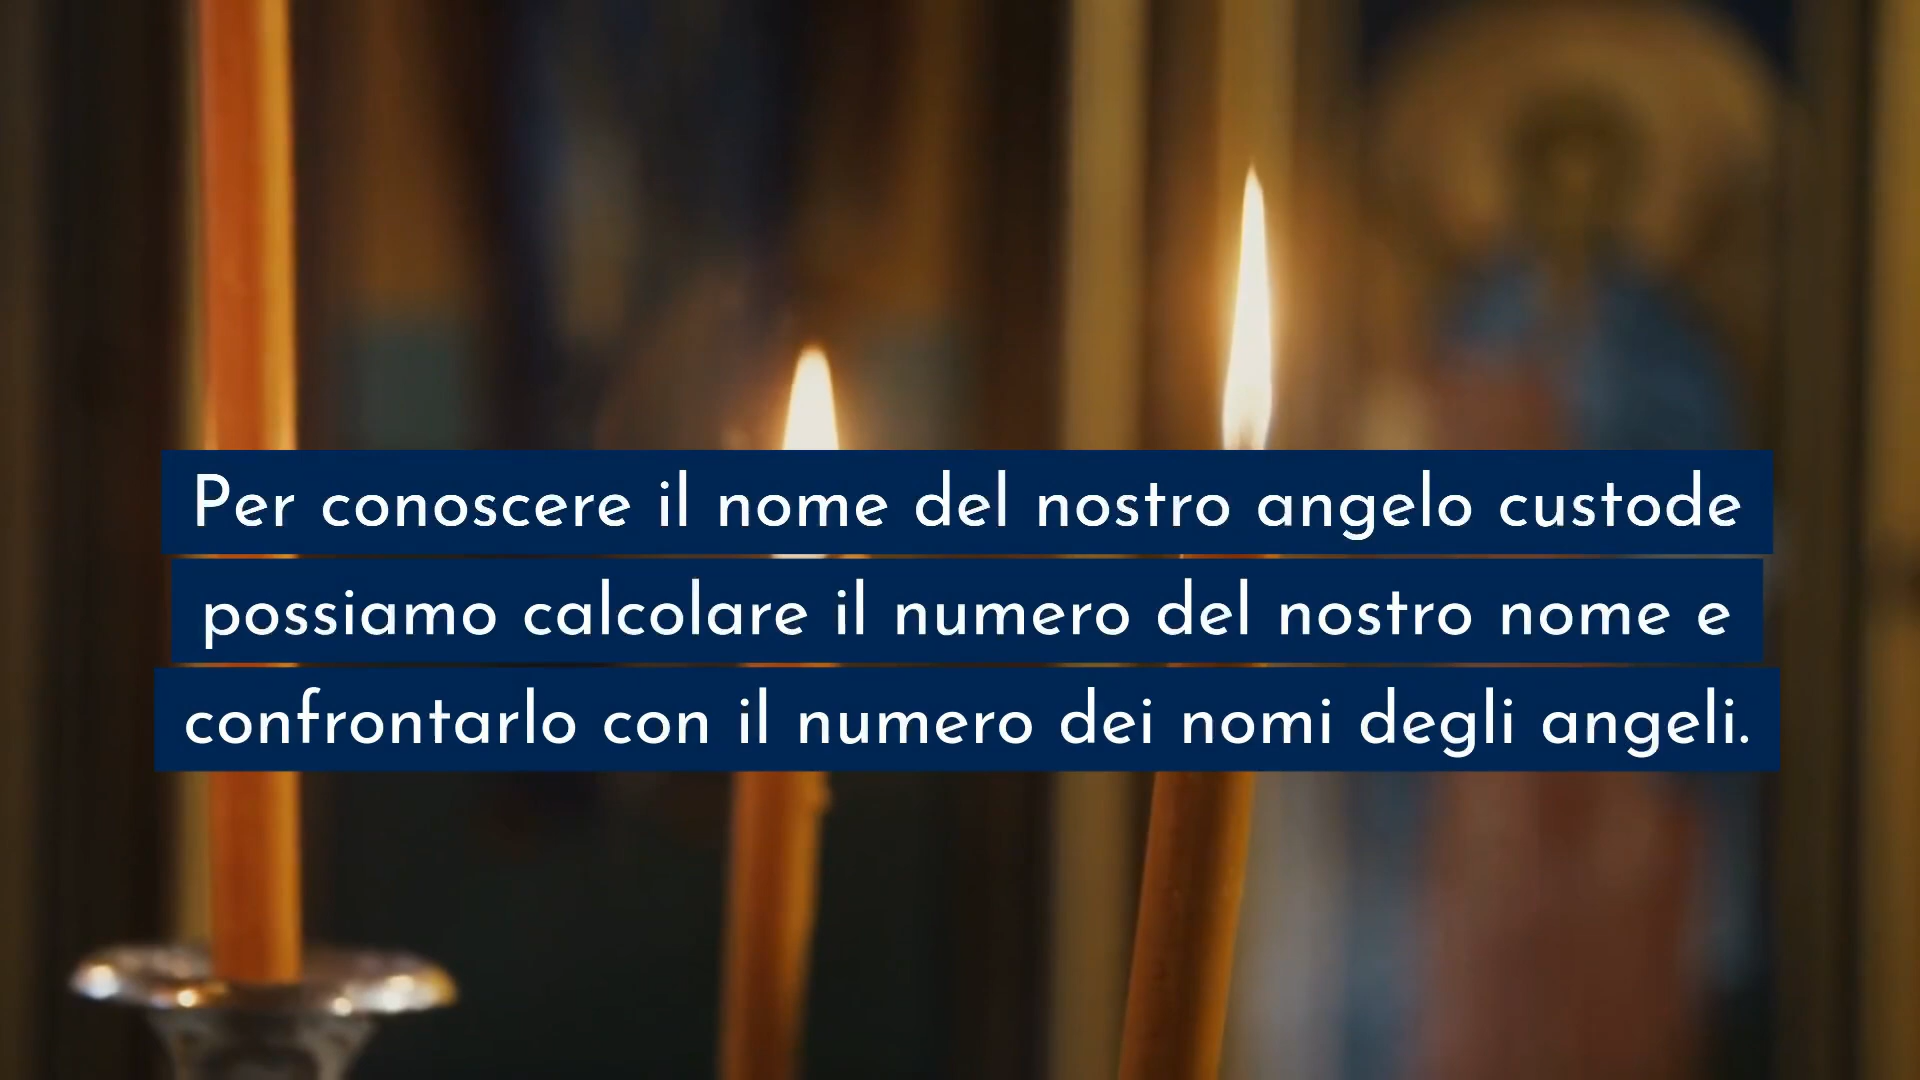 Per conoscere il nome del nostro angelo custode
possiamo calcolare il numero del nostro nome e
confrontarlo con il numero dei nomi degli angeli.